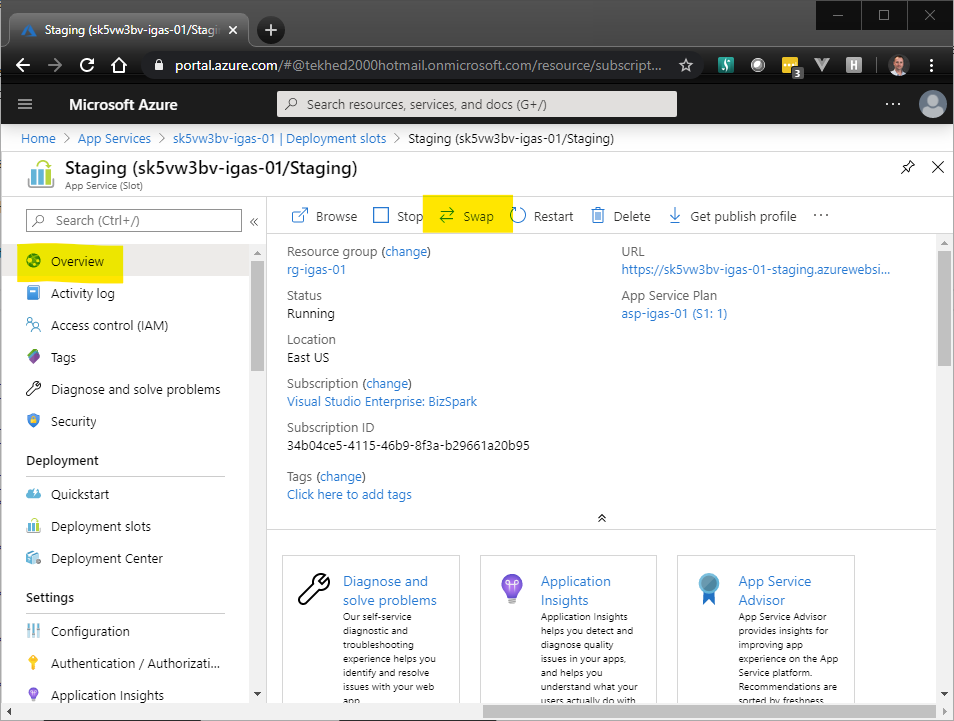 Staging (sk5vw3bv-igas-01/Stagi
portal.azure.com/#@tekhed2000hotmail.onmicrosoft.com/resource/subscript...
3
H
Microsoft Azure
Search resources, services, and docs (G+/)
...
Home > App Services > sk5vw3bv-igas-01 | Deployment slots > Staging (sk5vw3bv-igas-01/Staging)
Staging (sk5vw3bv-igas-01/Staging)
App Service (Slot)
Search (Ctrl+/)
«
Overview
Activity log
Access control (IAM)
Tags
Diagnose and solve problems
Security
Deployment
Quickstart
Deployment slots
Deployment Center
Settings
Configuration
Authentication / Authorizati...
Application Insights
Browse Stop Swap Restart Delete Get publish profile ...
Resource group (change)
rg-igas-01
Status
Running
Location
East US
Subscription (change)
Visual Studio Enterprise: BizSpark
Subscription ID
34b04ce5-4115-46b9-8f3a-b29661a20b95
Tags (change)
Click here to add tags
URL
https://sk5vw3bv-igas-01-staging.azurewebsi...
App Service Plan
asp-igas-01 (S1: 1)
Diagnose and
solve problems
Our self-service
diagnostic and
troubleshooting
experience helps you
identify and resolve
issues with your web
app
Application
Insights
Application Insights
helps you detect and
diagnose quality
issues in your apps,
and helps you
understand what your
users actually do with
App Service
Advisor
App Service Advisor
provides insights for
improving app
experience on the App
Service platform.
Recommendations are
sorted by freshness